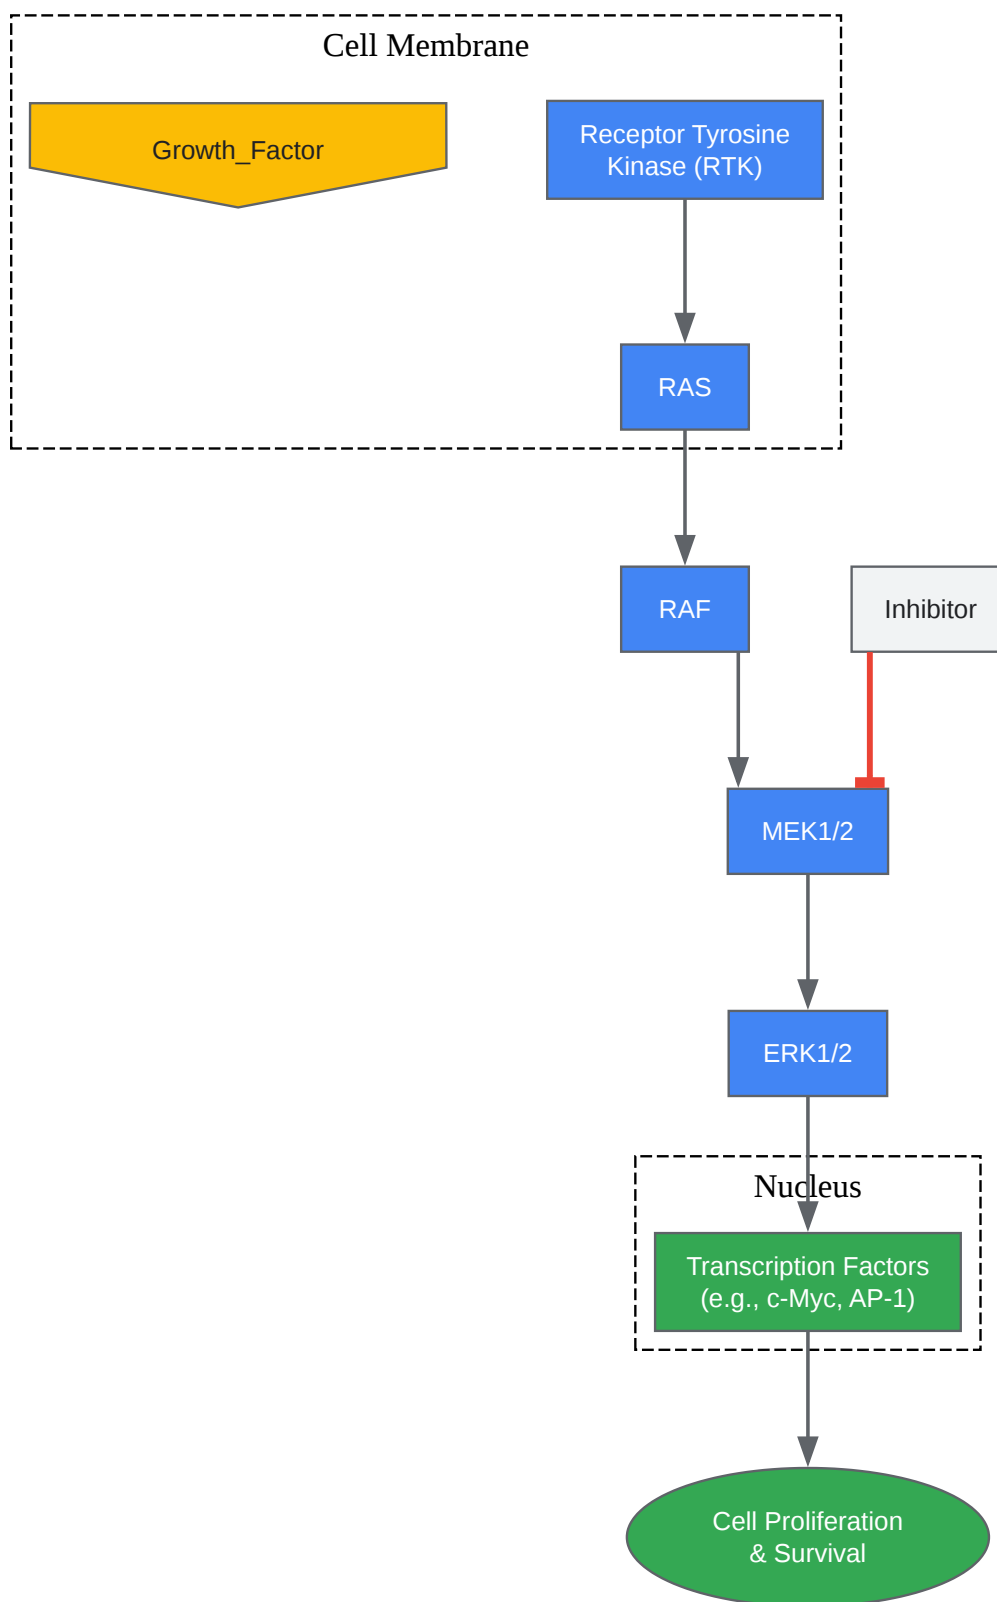 Cell Membrane
Growth_Factor
Receptor Tyrosine
Kinase (RTK)
RAS
RAF
Inhibitor
MEK1/2
ERK1/2
Nucleus
Transcription Factors
(e.g., c-Myc, AP-1)
Cell Proliferation
& Survival